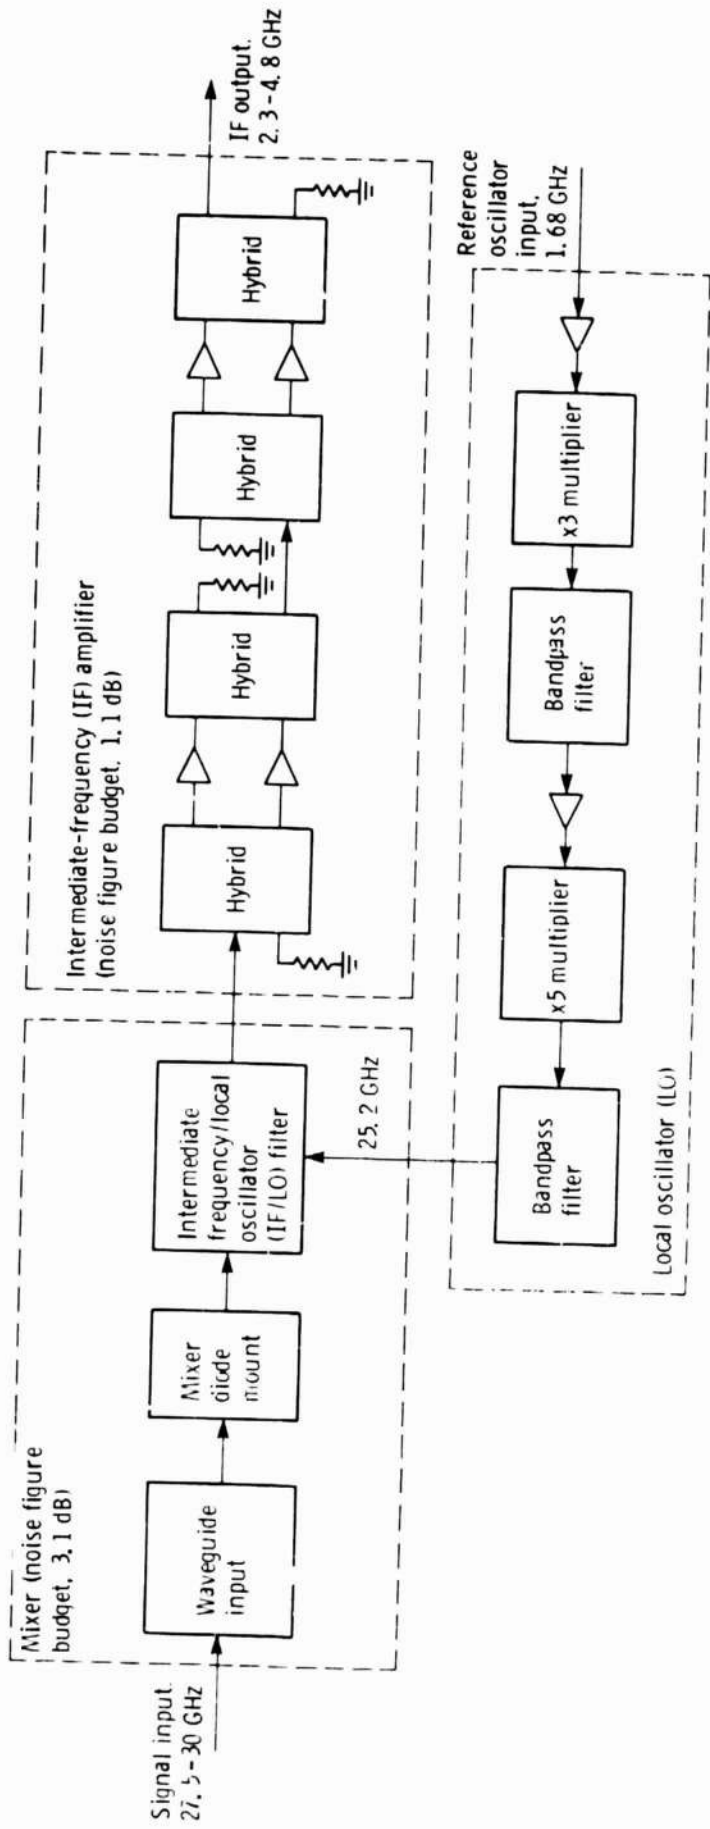 Mixer (noise figure
budget, 3.1 dB)
Signal input,
27.5-30 GHz
Waveguide
input
Mixer
diode
mount
Intermediate
frequency/local
oscillator
(IF/LO) filter
25.2 GHz
Intermediate-frequency (IF) amplifier
(noise figure budget, 1.1 dB)
Hybrid
Hybrid
Hybrid
Hybrid
IF output,
2.3-4.8 GHz
Reference
oscillator
input,
1.68 GHz
x3 multiplier
Bandpass
filter
x5 multiplier
Bandpass
filter
Local oscillator (LO)